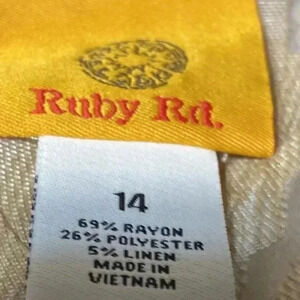 Ruby Rd.
14
69% RAYON
26% POLYESTER
5% LINEN
MADE IN
VIETNAM